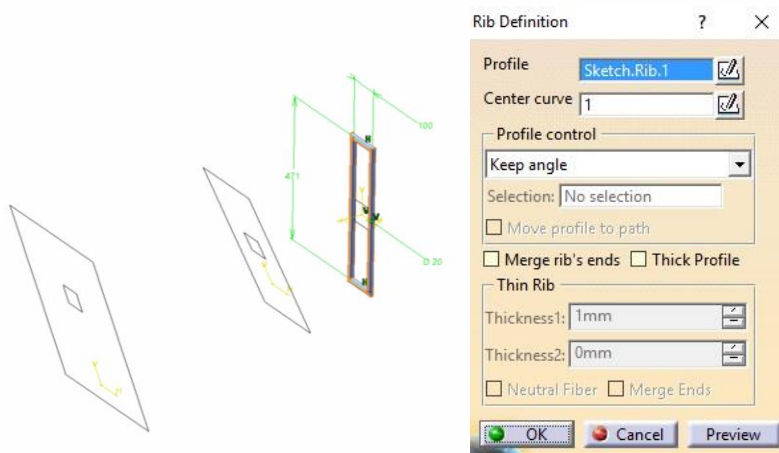 Rib Definition ? X
Profile Sketch.Rib.1
Center curve 1
Profile control
Keep angle
Selection: No selection
Move profile to path
Merge rib's ends Thick Profile
Thin Rib
Thickness1: 1mm
Thickness2: 0mm
Neutral Fiber Merge Ends
OK Cancel Preview
100
471
D 20
H
H